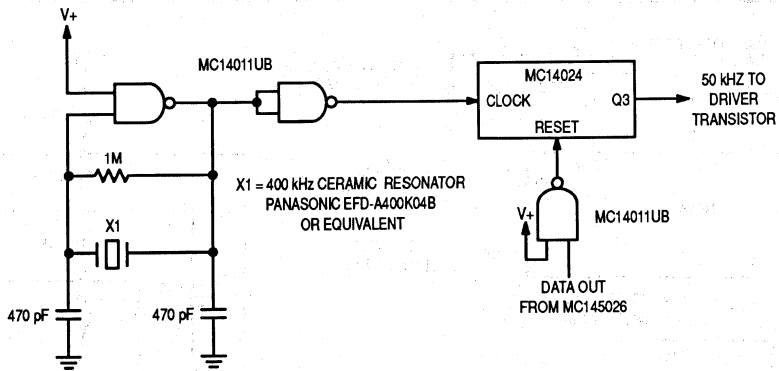 V+
MC14011UB
MC14024
CLOCK
Q3
RESET
50 kHZ TO
DRIVER
TRANSISTOR
1M
X1 = 400 kHz CERAMIC RESONATOR
PANASONIC EFD-A400K04B
OR EQUIVALENT
V+
MC14011UB
X1
DATA OUT
FROM MC145026
470 pF
470 pF